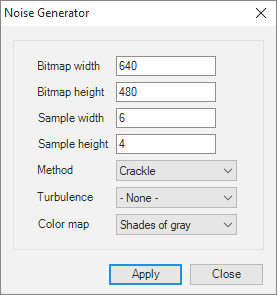 Noise Generator
Bitmap width 640
Bitmap height 480
Sample width 6
Sample height 4
Method Crackle
Turbulence - None -
Color map Shades of gray
Apply Close